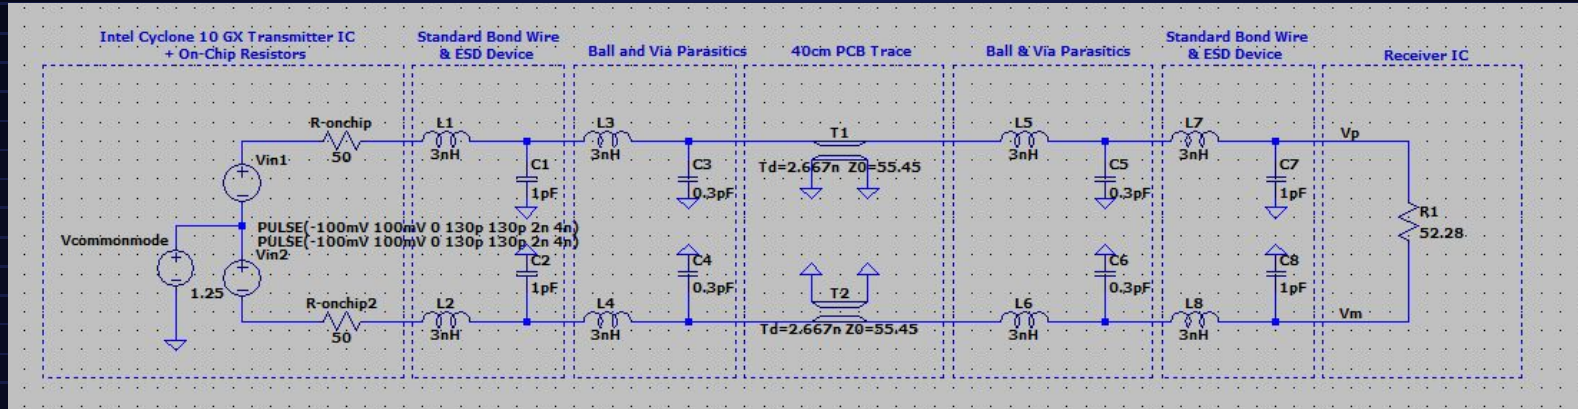 Intel Cyclone 10 GX Transmitter IC
+ On-Chip Resistors
Standard Bond Wire
& ESD Device
Ball and Via Parasitics
40cm PCB Trace
Ball & Via Parasitics
Standard Bond Wire
& ESD Device
Receiver IC
R-onchip
50
L1
3nH
L3
3nH
T1
Td=2.667n Z0=55.45
L5
3nH
L7
3nH
Vp
Vin1
C1
1pF
C3
0.3pF
C5
0.3pF
C7
1pF
R1
52.28
PULSE(-100mV 100mV 0 130p 130p 2n 4n)
PULSE(-100mV 100mV 0 130p 130p 2n 4n)
Vcommonmode
1.25
Vin2
C2
1pF
C4
0.3pF
C6
0.3pF
C8
1pF
R-onchip2
50
L2
3nH
L4
3nH
T2
Td=2.667n Z0=55.45
L6
3nH
L8
3nH
Vm